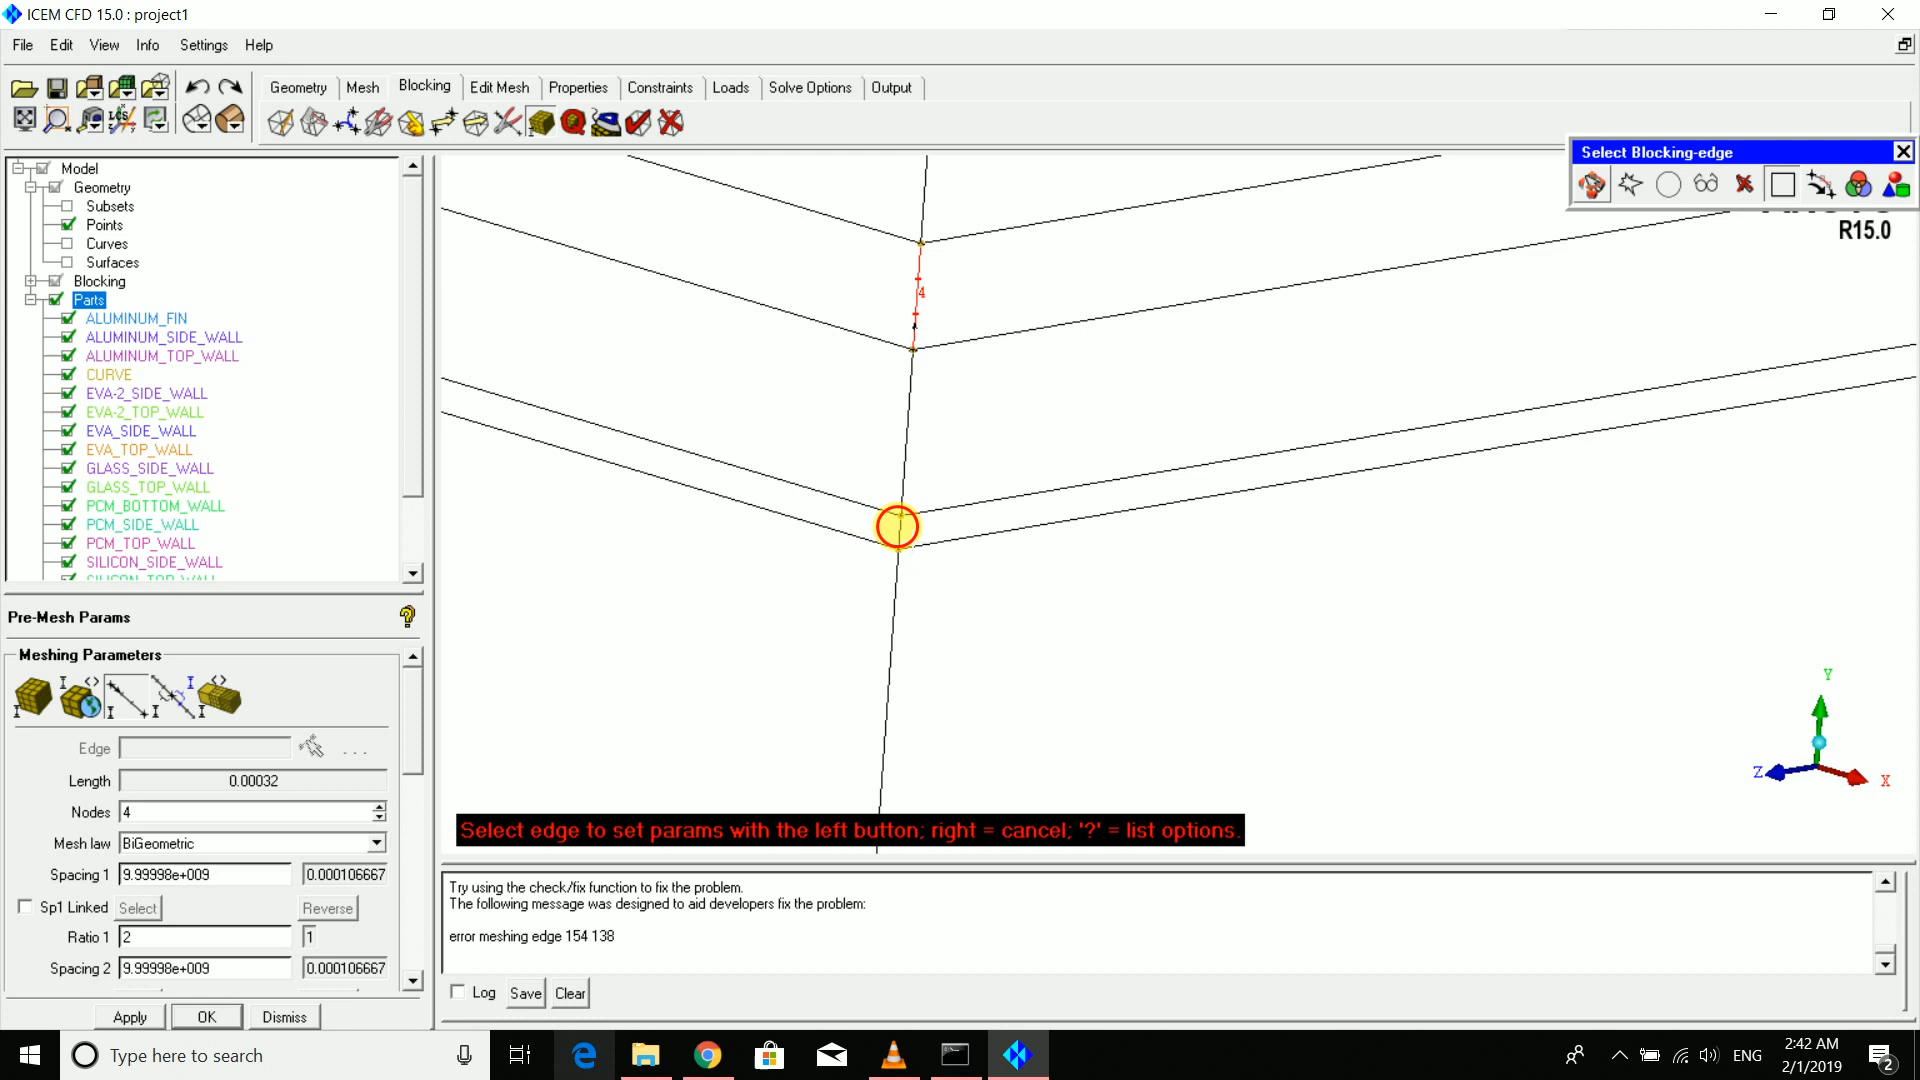 ICEM CFD 15.0 : project1
File Edit View Info Settings Help
Geometry Mesh Blocking Edit Mesh Properties Constraints Loads Solve Options Output
Select Blocking-edge
R15.0
Model
Geometry
Subsets
Points
Curves
Surfaces
Blocking
Parts
ALUMINUM_FIN
ALUMINUM_SIDE_WALL
ALUMINUM_TOP_WALL
CURVE
EVA-2_SIDE_WALL
EVA-2_TOP_WALL
EVA_SIDE_WALL
EVA_TOP_WALL
GLASS_SIDE_WALL
GLASS_TOP_WALL
PCM_BOTTOM_WALL
PCM_SIDE_WALL
PCM_TOP_WALL
SILICON_SIDE_WALL
SILICON_TOP_WALL
4
Pre-Mesh Params
Meshing Parameters
Edge
Length 0.00032
Nodes 4
Mesh law BiGeometric
Spacing 1 9.99998e+009 0.000106667
Sp1 Linked Select Reverse
Ratio 1 2 1
Spacing 2 9.99998e+009 0.000106667
Apply OK Dismiss
Y
Z
X
Select edge to set params with the left button; right = cancel; '?' = list options.
Try using the check/fix function to fix the problem.
The following message was designed to aid developers fix the problem:
error meshing edge 154 138
Log Save Clear
Type here to search
ENG
2:42 AM
2/1/2019
2